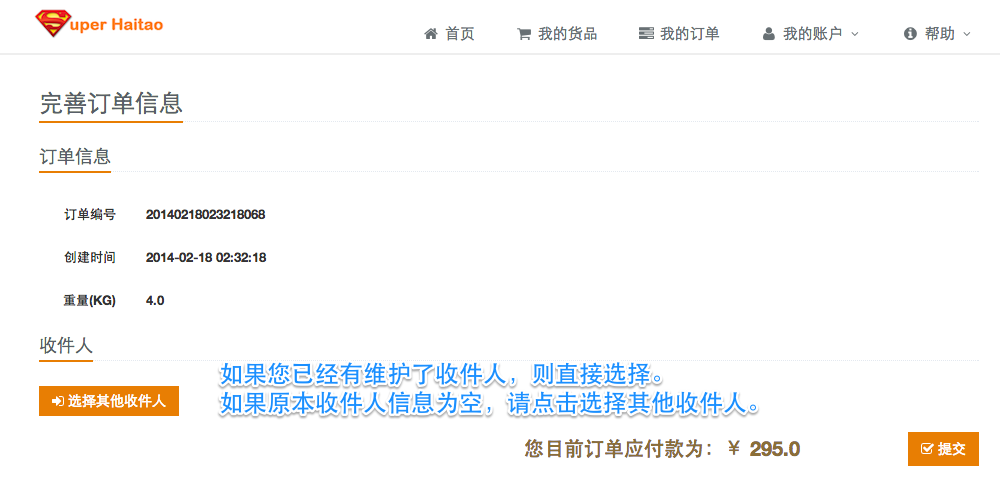 Super Haitao
首页 我的货品 我的订单 我的账户 帮助
完善订单信息
订单信息
订单编号 20140218023218068
创建时间 2014-02-18 02:32:18
重量(KG) 4.0
收件人
如果您已经有维护了收件人，则直接选择。
选择其他收件人
如果原本收件人信息为空，请点击选择其他收件人。
您目前订单应付款为：￥ 295.0
提交